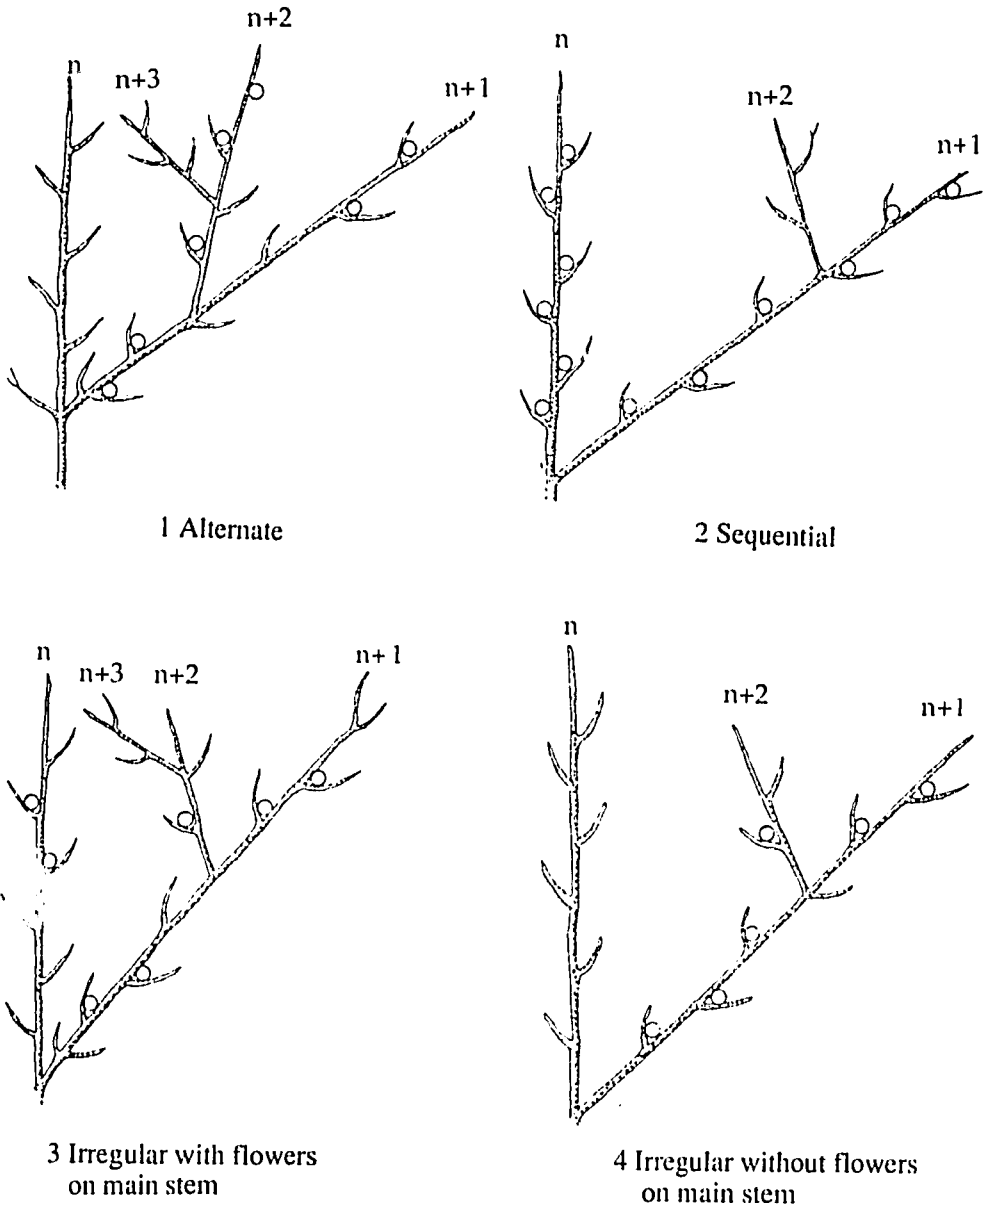 n+2
n
n+3
n+1
n
n+2
n+1
1 Alternate
2 Sequential
n
n+3
n+2
n+1
n
n+2
n+1
3 Irregular with flowers
on main stem
4 Irregular without flowers
on main stem